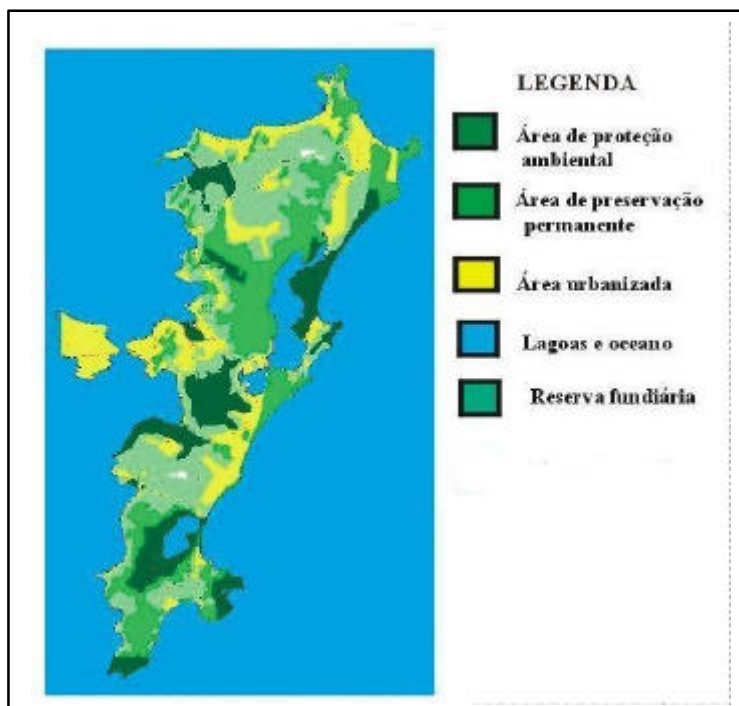 LEGENDA
Área de proteção
ambiental
Área de preservação
permanente
Área urbanizada
Lagoas e oceano
Reserva fundiária